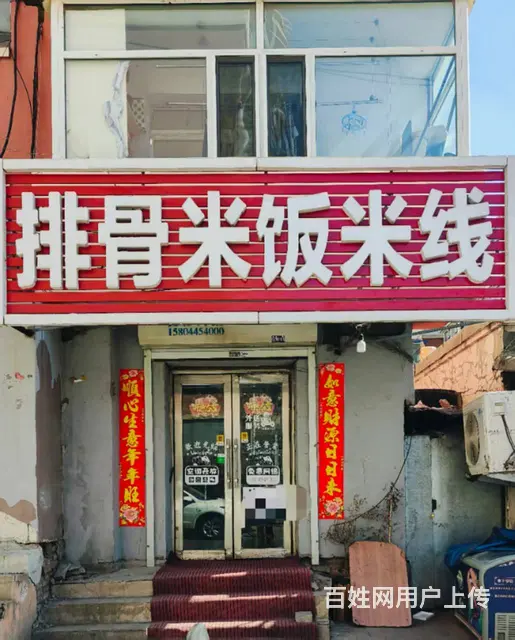 排骨米饭米线
15804454000
顺心生意年年旺
如意财源日日来
百姓网用户上传